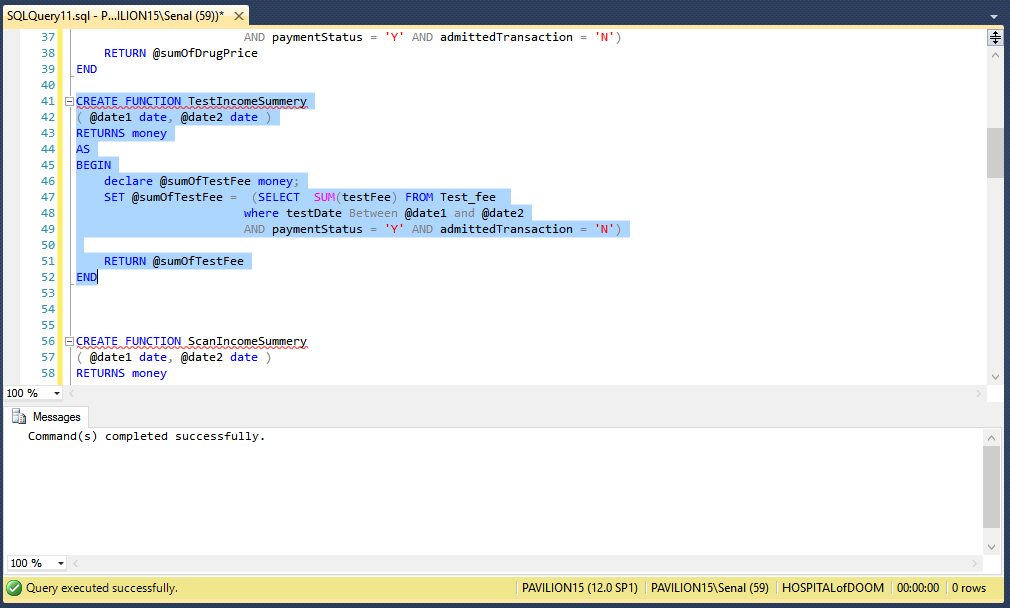 SQLQuery11.sql - P...ILION15\Senal (59))*
37 AND paymentStatus = 'Y' AND admittedTransaction = 'N')
38 RETURN @sumOfDrugPrice
39 END
40
41 CREATE FUNCTION TestIncomeSummery
42 ( @date1 date, @date2 date )
43 RETURNS money
44 AS
45 BEGIN
46 declare @sumOfTestFee money;
47 SET @sumOfTestFee = (SELECT SUM(testFee) FROM Test_fee
48 where testDate Between @date1 and @date2
49 AND paymentStatus = 'Y' AND admittedTransaction = 'N')
50
51 RETURN @sumOfTestFee
52 END
53
54
55
56 CREATE FUNCTION ScanIncomeSummery
57 ( @date1 date, @date2 date )
58 RETURNS money
100 %
Messages
Command(s) completed successfully.
100 %
Query executed successfully. PAVILION15 (12.0 SP1) PAVILION15\Senal (59) HOSPITALofDOOM 00:00:00 0 rows